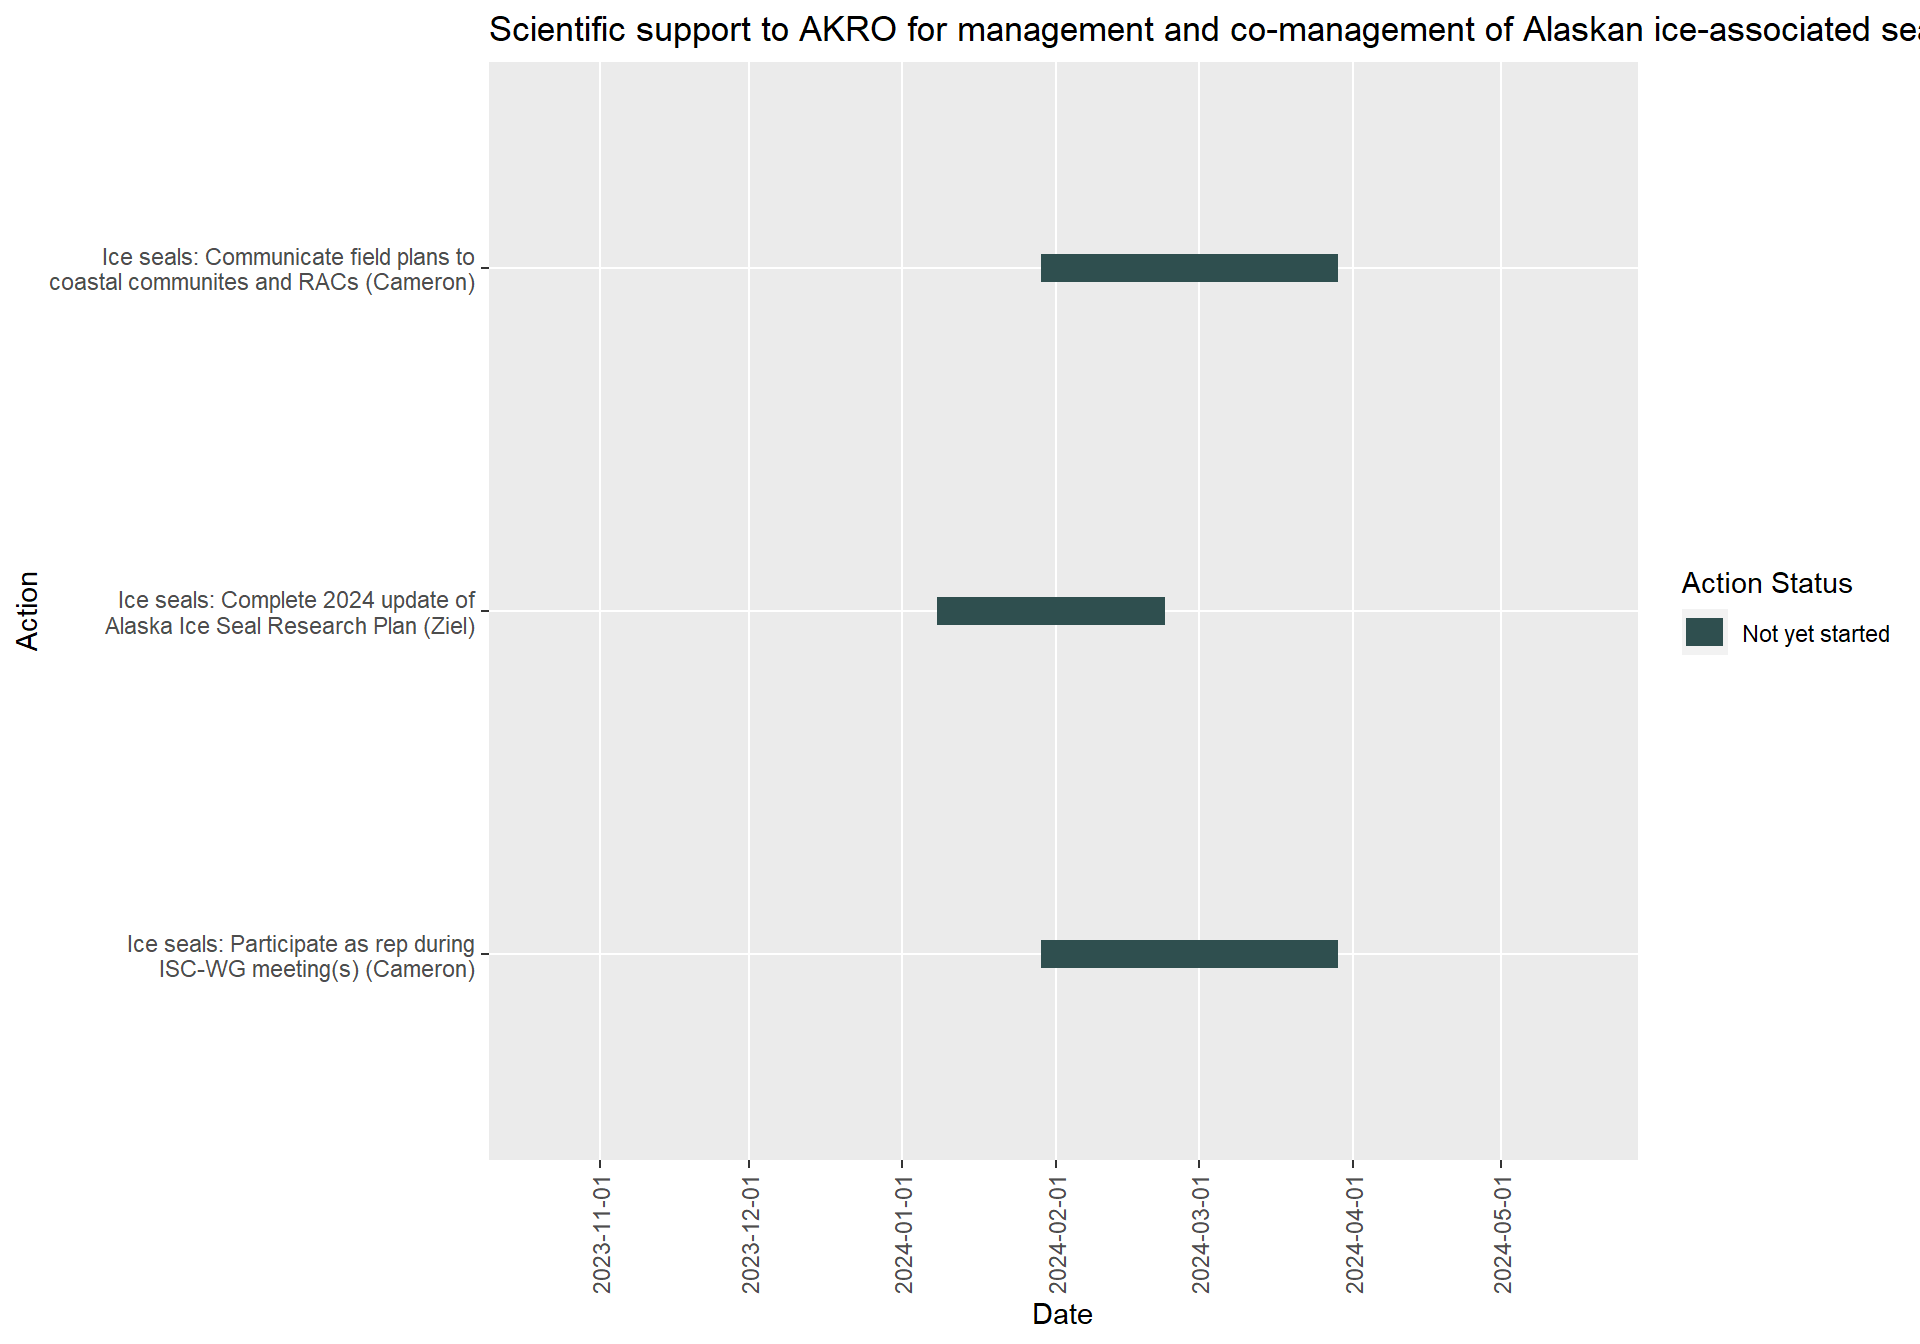 Scientific support to AKRO for management and co-management of Alaskan ice-associated sea
Ice seals: Communicate field plans to
coastal communites and RACs (Cameron)
Ice seals: Complete 2024 update of
Alaska Ice Seal Research Plan (Ziel)
Ice seals: Participate as rep during
ISC-WG meeting(s) (Cameron)
Action
2023-11-01
2023-12-01
2024-01-01
2024-02-01
2024-03-01
2024-04-01
2024-05-01
Date
Action Status
Not yet started